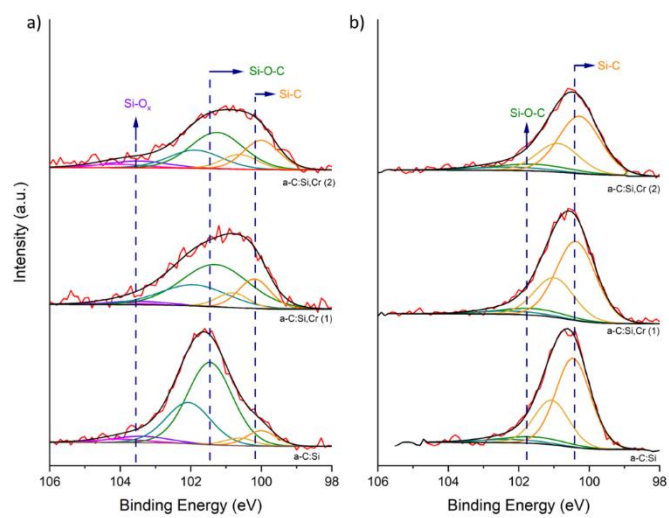 a)
b)
Si-Oₓ
Si-O-C
Si-C
Si-C
Si-O-C
a-C:Si,Cr (2)
a-C:Si,Cr (2)
Intensity (a.u.)
a-C:Si,Cr (1)
a-C:Si,Cr (1)
a-C:Si
a-C:Si
106 104 102 100 98
106 104 102 100 98
Binding Energy (eV)
Binding Energy (eV)